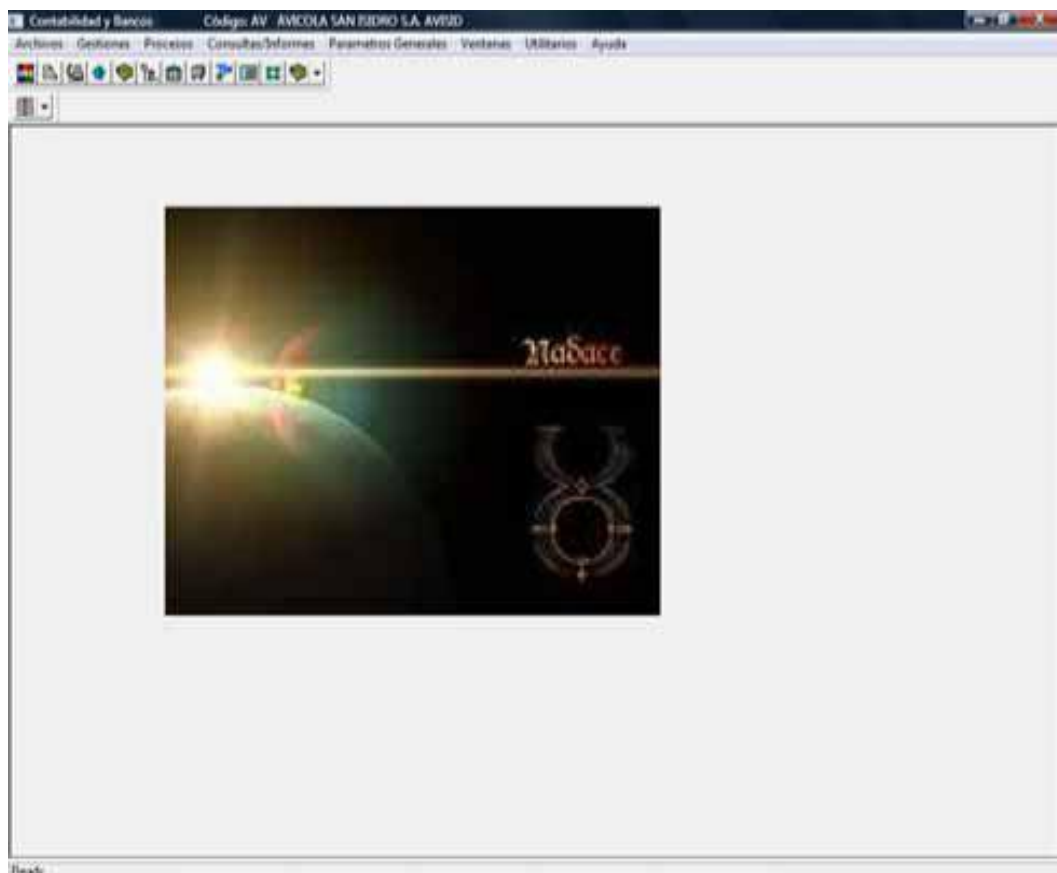 Contabilidad y Bancos Código: AV AVICOLA SAN ISIDRO S.A. AVISID
Archivos Gestiones Procesos Consultas/Informes Parametros Generales Ventanas Utilitarios Ayuda
Nadace
Ready